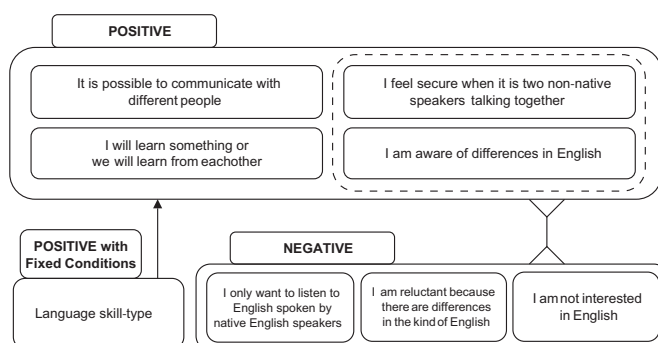 POSITIVE
It is possible to communicate with
different people
I feel secure when it is two non-native
speakers talking together
I will learn something or
we will learn from eachother
I am aware of differences in English
POSITIVE with
Fixed Conditions
Language skill-type
NEGATIVE
I only want to listen to
English spoken by
native English speakers
I am reluctant because
there are differences
in the kind of English
I am not interested
in English